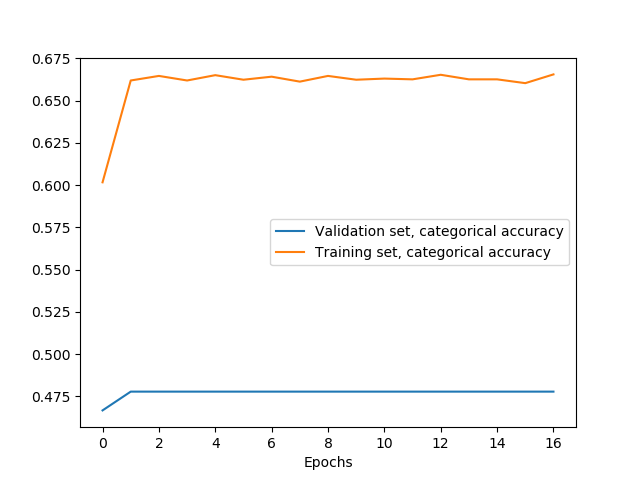 0.675
0.650
0.625
0.600
0.575
0.550
0.525
0.500
0.475
Validation set, categorical accuracy
Training set, categorical accuracy
0 2 4 6 8 10 12 14 16
Epochs